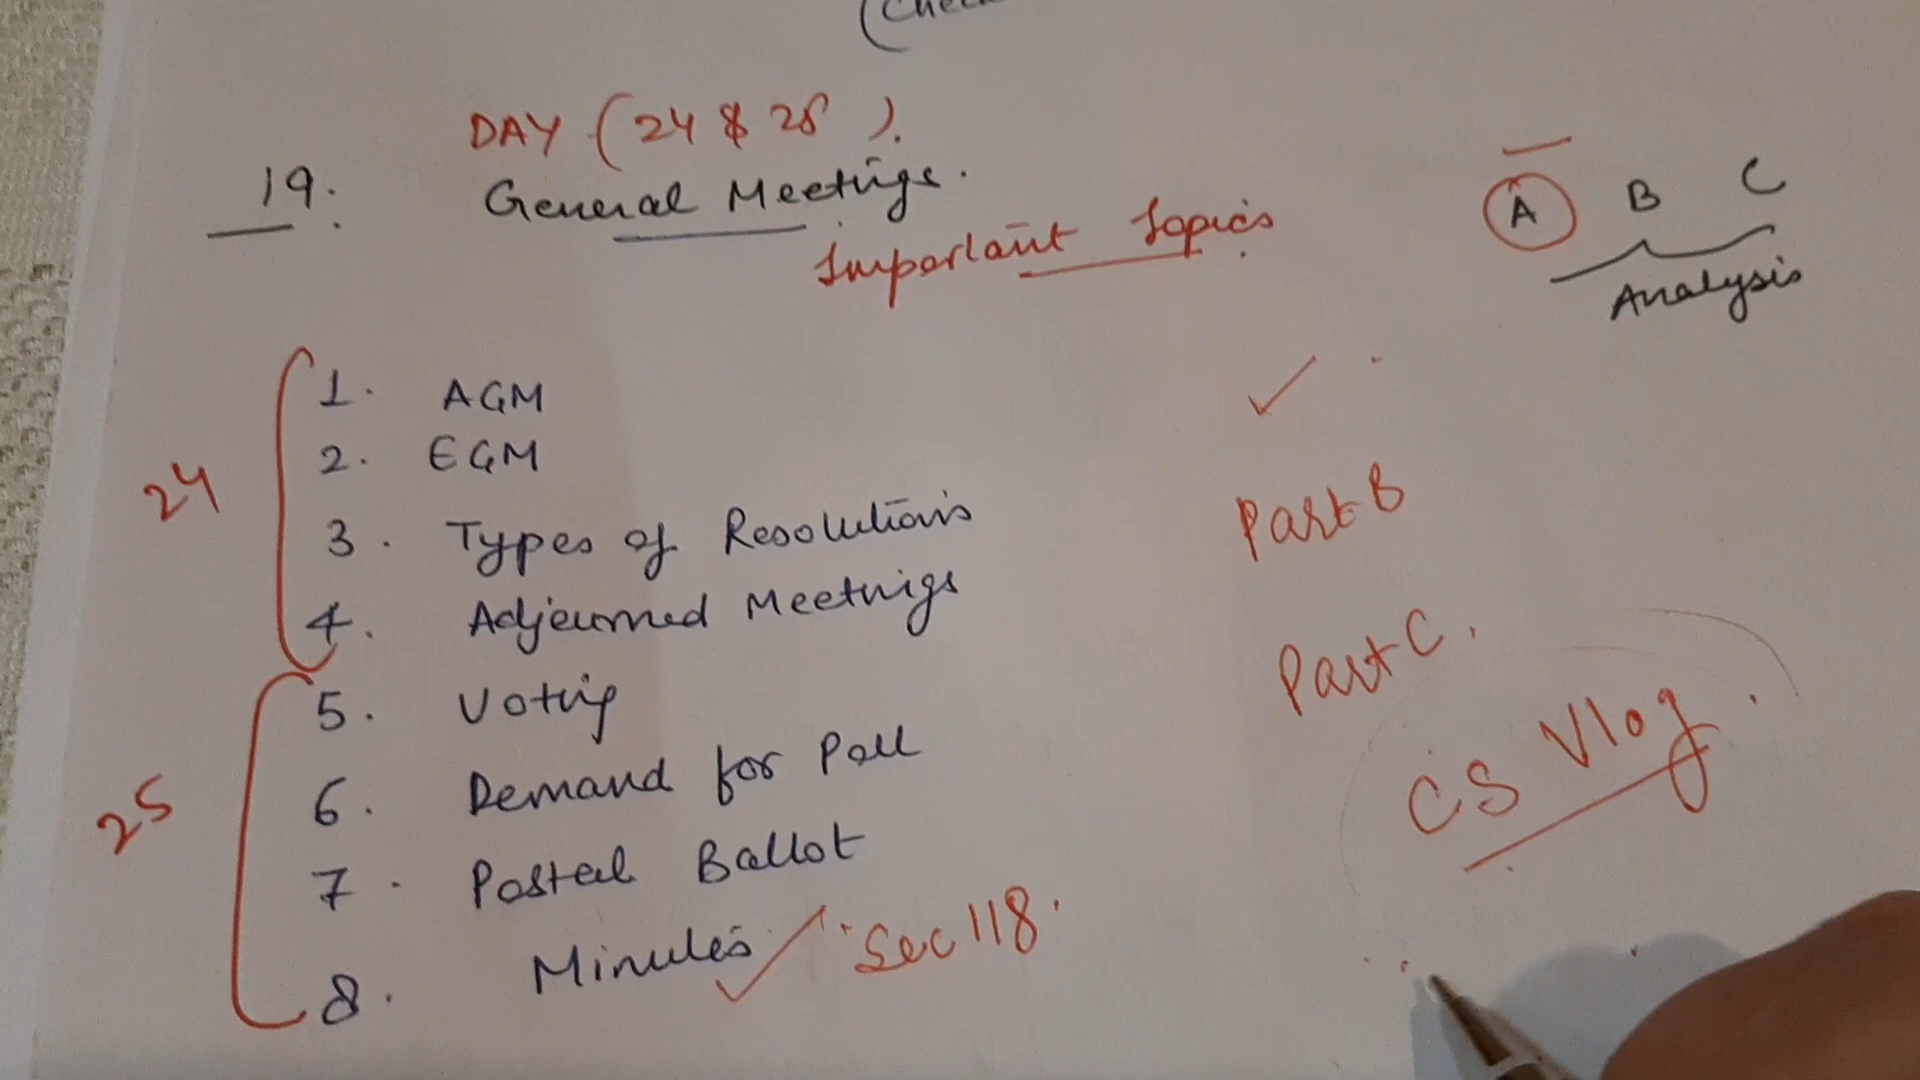 (Check
DAY (24 & 25).
19. General Meetings.
Important Topics
A B C
Analysis
24
1. AGM
2. EGM
3. Types of Resolutions
4. Adjourned Meetings
25
5. Voting
6. Demand for Poll
7. Postal Ballot
8. Minutes Sec 118.
Part B
Part C.
CS Vlog.